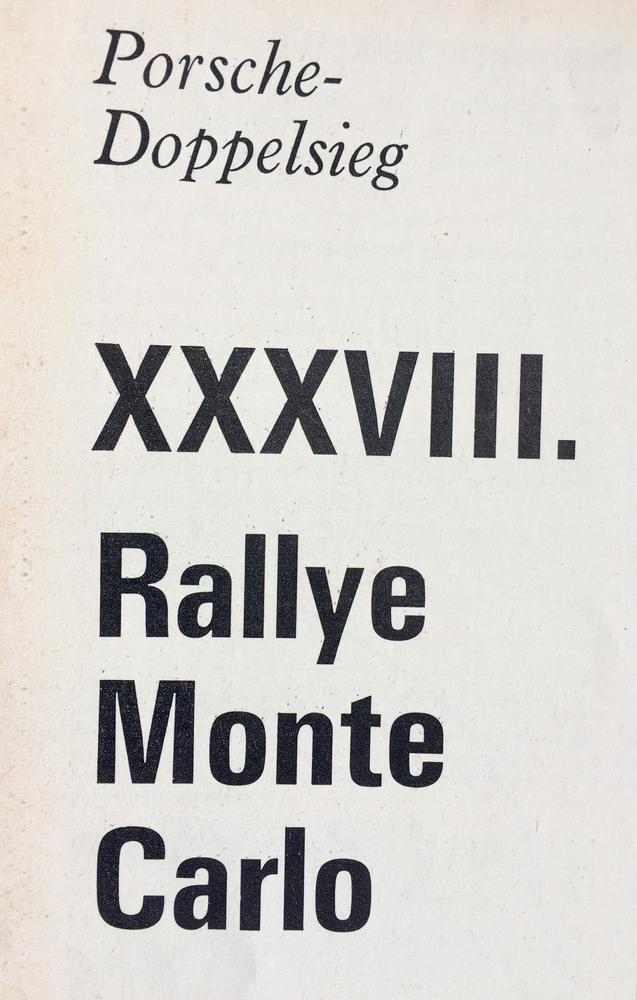 Porsche-
Doppelsieg
XXXVIII.
Rallye
Monte
Carlo